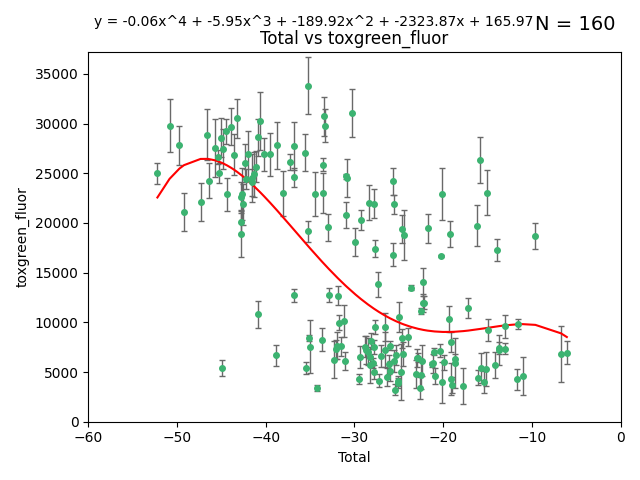 y = -0.06x^4 + -5.95x^3 + -189.92x^2 + -2323.87x + 165.97 N = 160
Total vs toxgreen_fluor
35000
30000
25000
20000
15000
10000
5000
0
toxgreen_fluor
−60 −50 −40 −30 −20 −10 0
Total